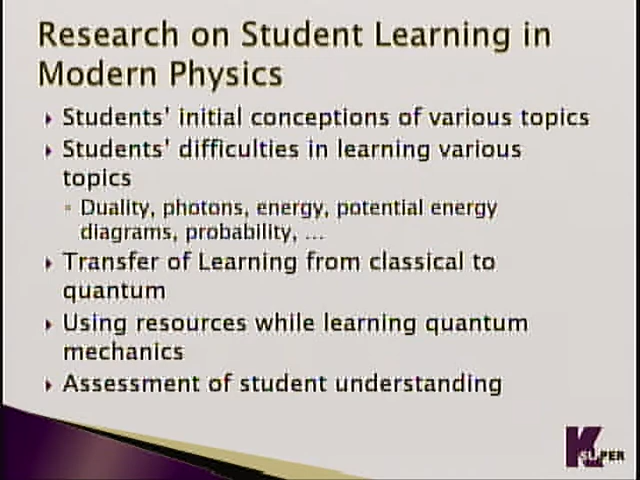 Research on Student Learning in
Modern Physics
Students' initial conceptions of various topics
Students' difficulties in learning various
topics
Duality, photons, energy, potential energy
diagrams, probability, ...
Transfer of Learning from classical to
quantum
Using resources while learning quantum
mechanics
Assessment of student understanding
K
SUPER